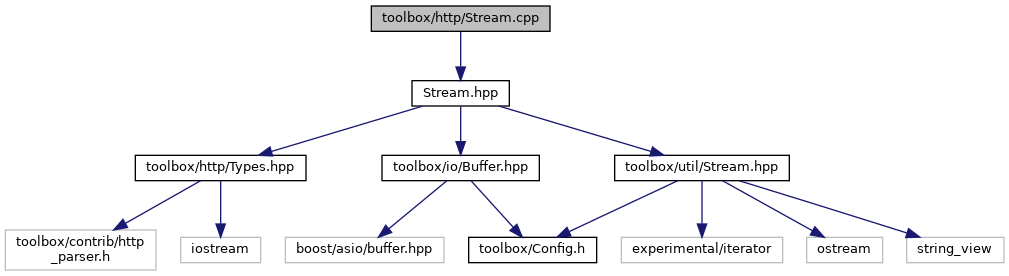 toolbox/http/Stream.cpp
Stream.hpp
toolbox/http/Types.hpp
toolbox/io/Buffer.hpp
toolbox/util/Stream.hpp
toolbox/contrib/http
_parser.h
iostream
boost/asio/buffer.hpp
toolbox/Config.h
experimental/iterator
ostream
string_view